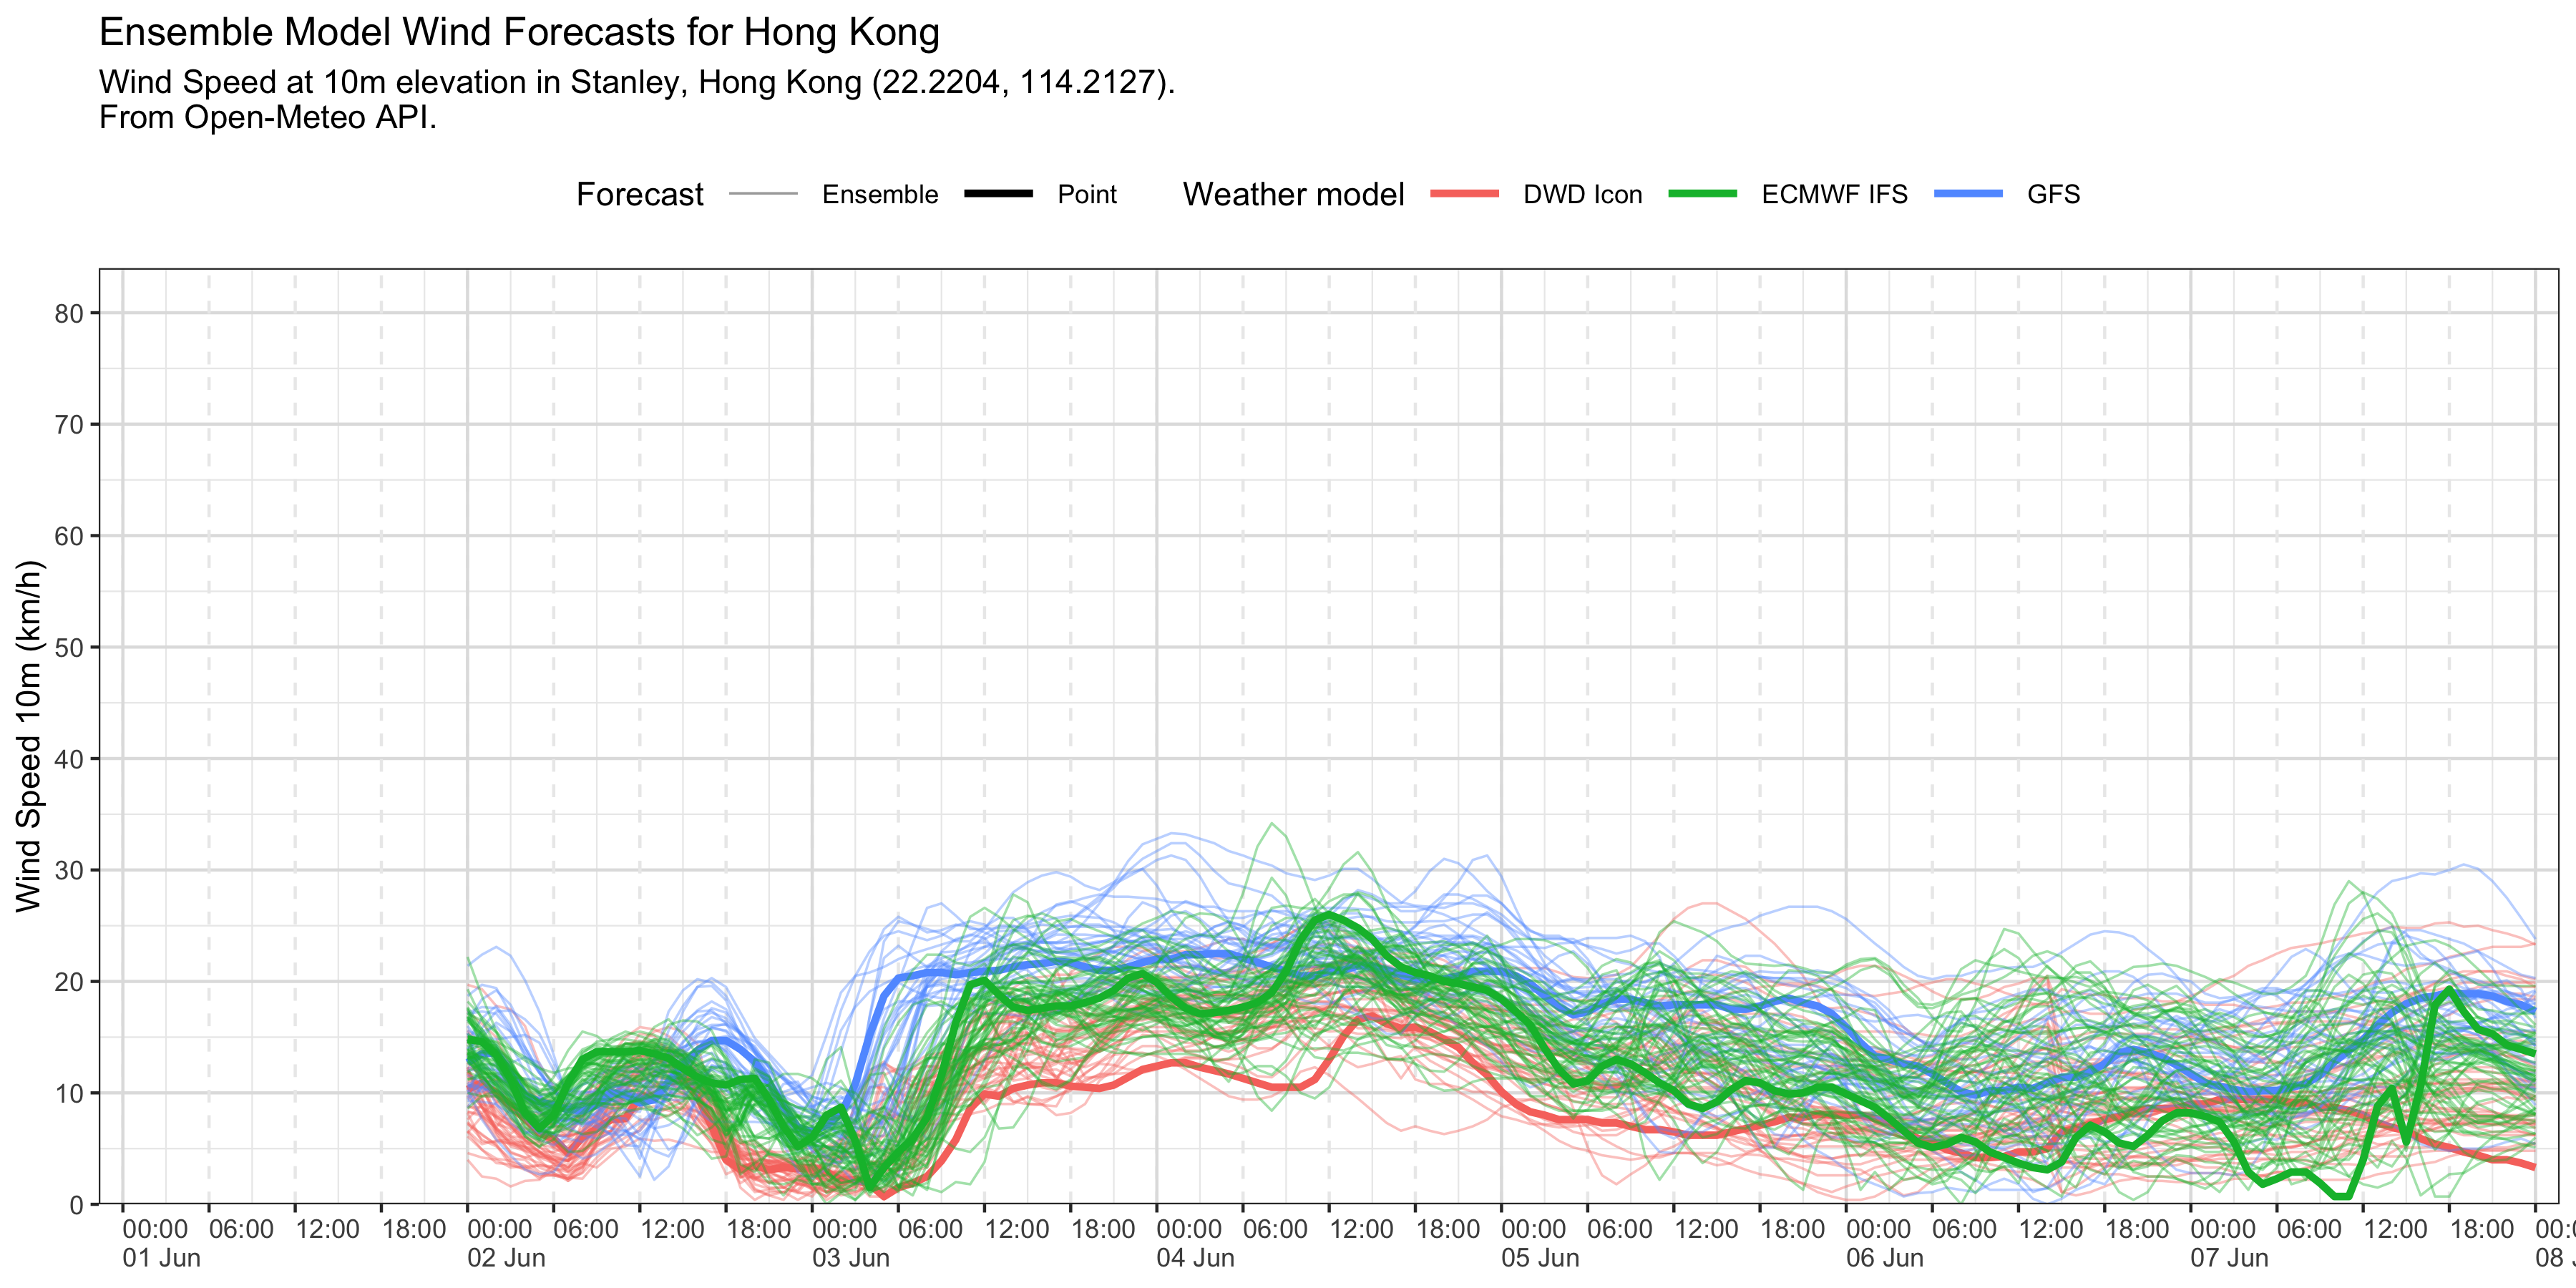 Ensemble Model Wind Forecasts for Hong Kong
Wind Speed at 10m elevation in Stanley, Hong Kong (22.2204, 114.2127).
From Open-Meteo API.
Forecast Ensemble Point Weather model DWD Icon ECMWF IFS GFS
Wind Speed 10m (km/h)
80
70
60
50
40
30
20
10
0
00:00 06:00 12:00 18:00 00:00 06:00 12:00 18:00 00:00 06:00 12:00 18:00 00:00 06:00 12:00 18:00 00:00 06:00 12:00 18:00 00:00 06:00 12:00 18:00 00:00 06:00 12:00 18:00
01 Jun 02 Jun 03 Jun 04 Jun 05 Jun 06 Jun 07 Jun 08